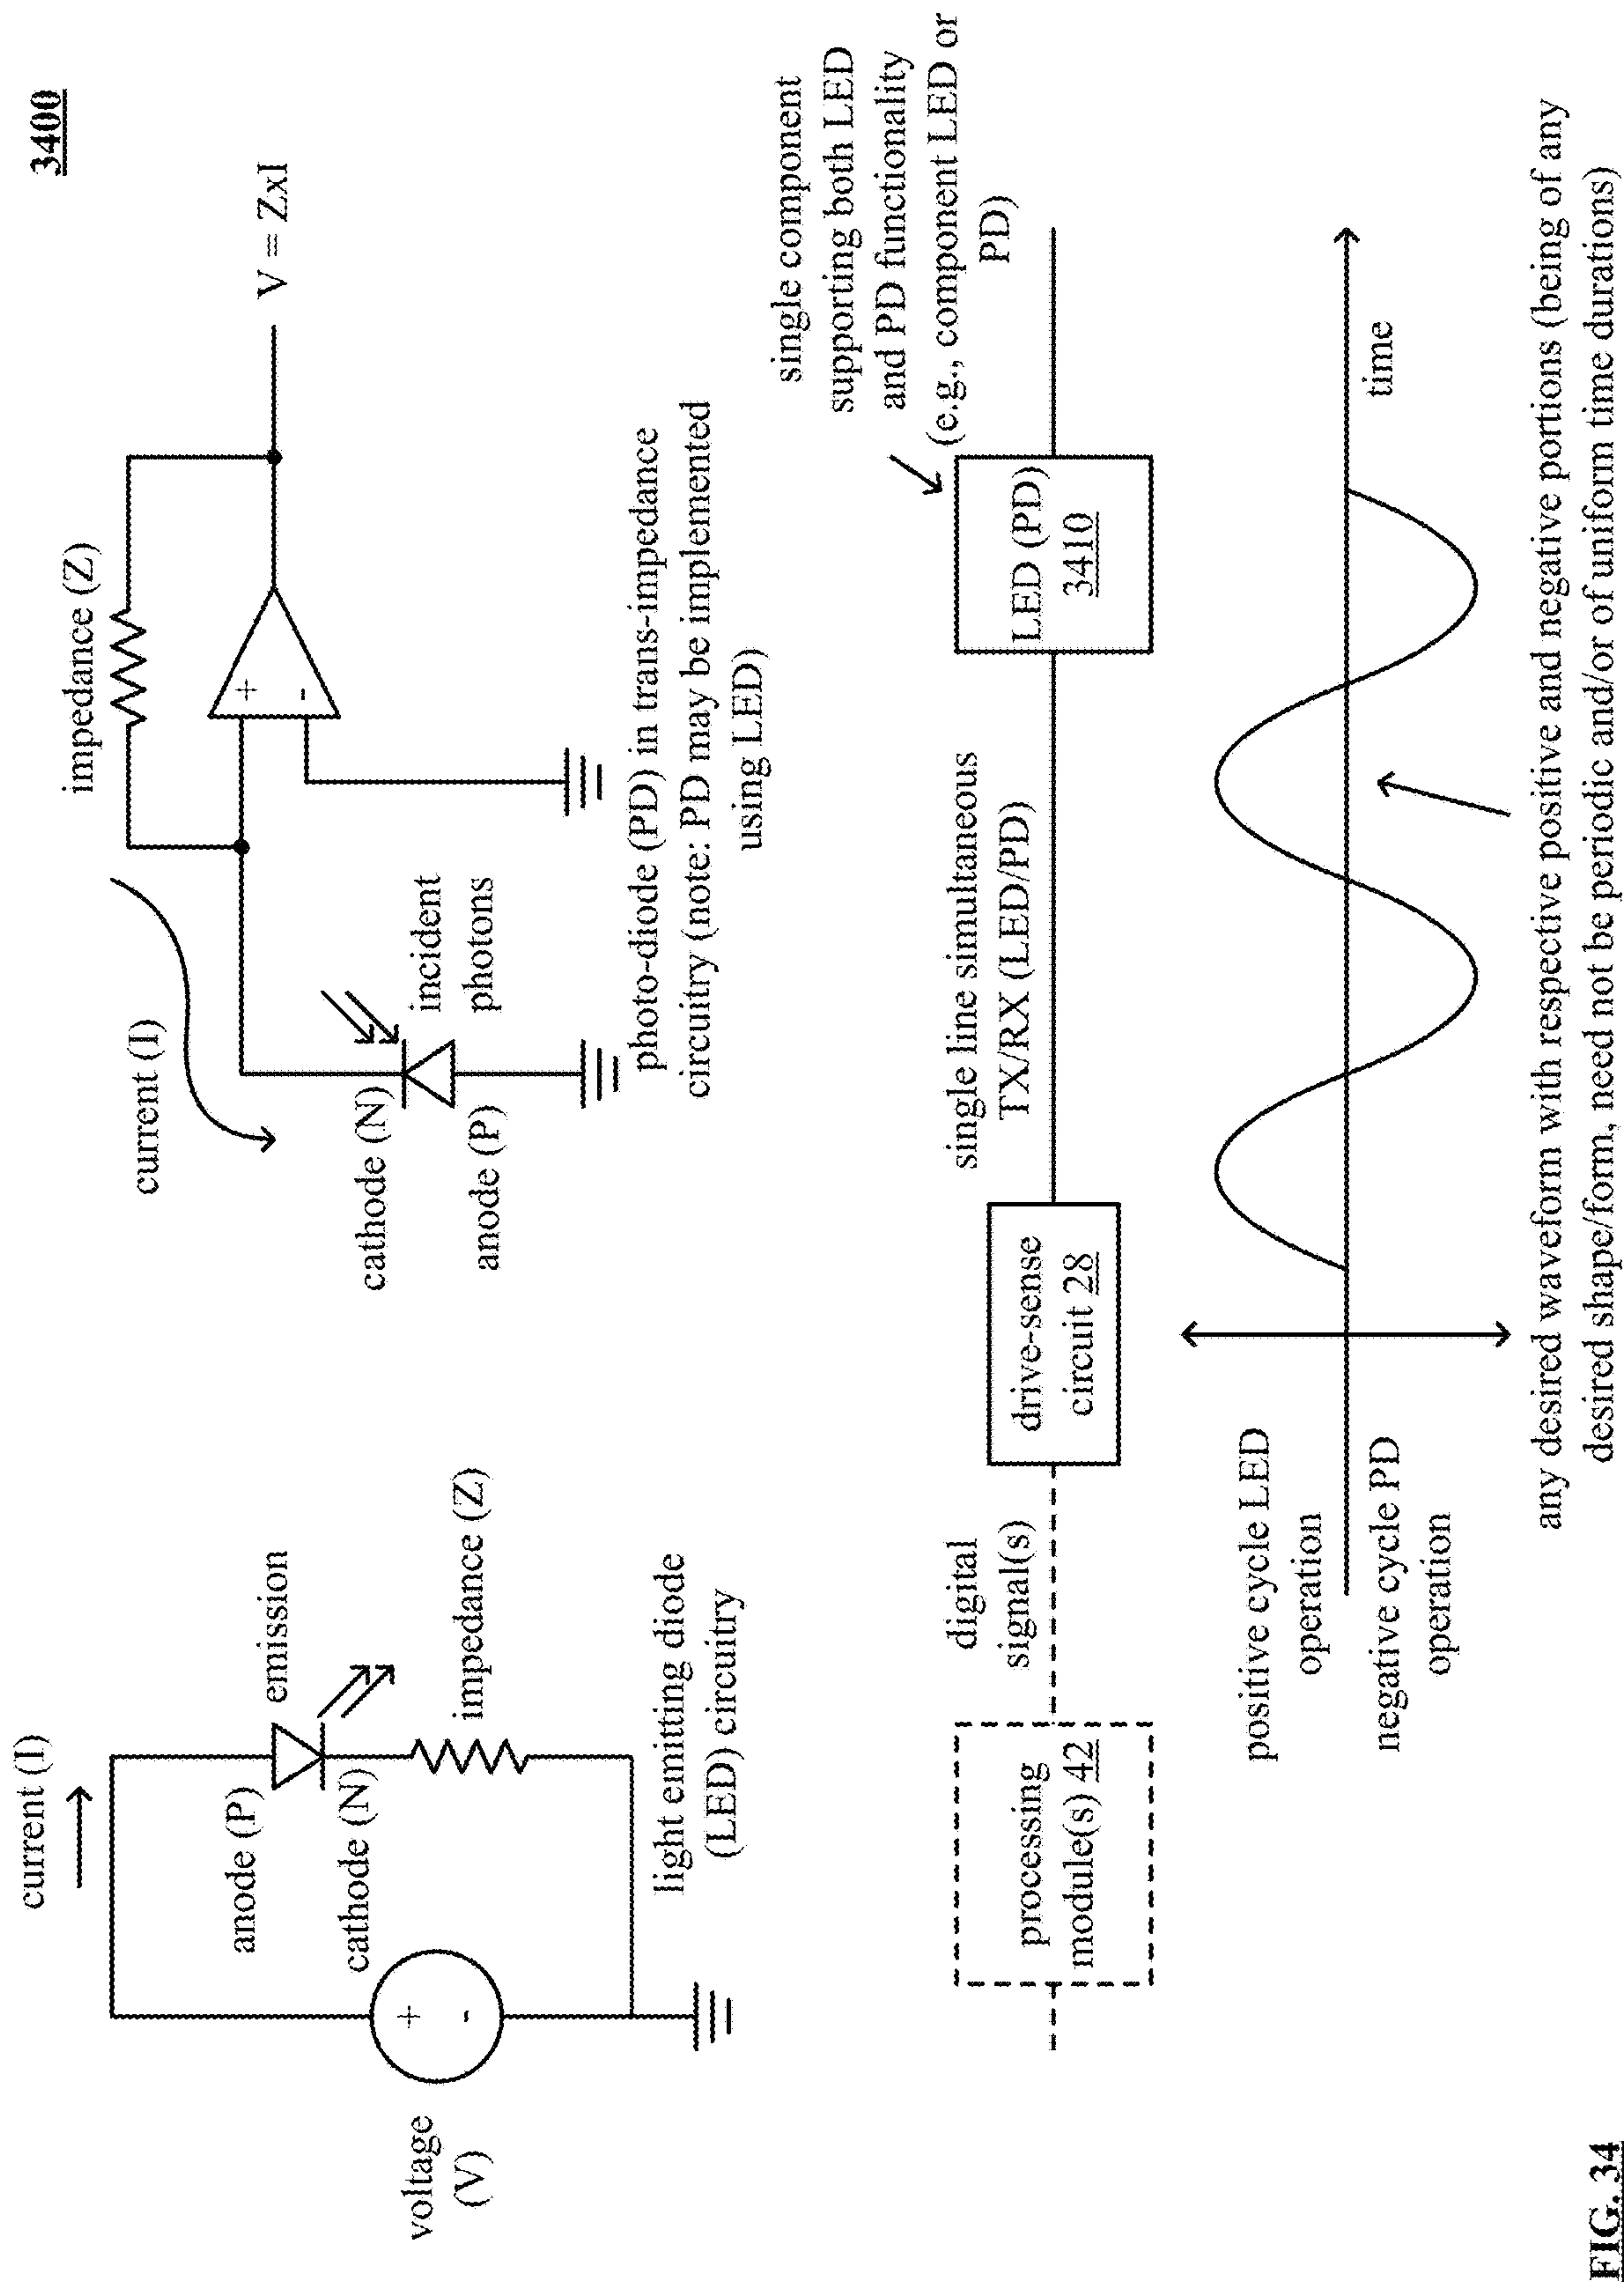 3400
current (I)
voltage
(V)
+
-
anode (P)
cathode (N)
emission
impedance (Z)
light emitting diode
(LED) circuitry
current (I)
impedance (Z)
+
-
V = ZxI
cathode (N)
anode (P)
incident
photons
photo-diode (PD) in trans-impedance
circuitry (note: PD may be implemented
using LED)
processing
module(s) 42
digital
signal(s)
drive-sense
circuit 28
single line simultaneous
TX/RX (LED/PD)
LED (PD)
3410
single component
supporting both LED
and PD functionality
(e.g., component LED or
PD)
positive cycle LED
operation
negative cycle PD
operation
time
any desired waveform with respective positive and negative portions (being of any
desired shape/form, need not be periodic and/or of uniform time durations)
FIG. 34